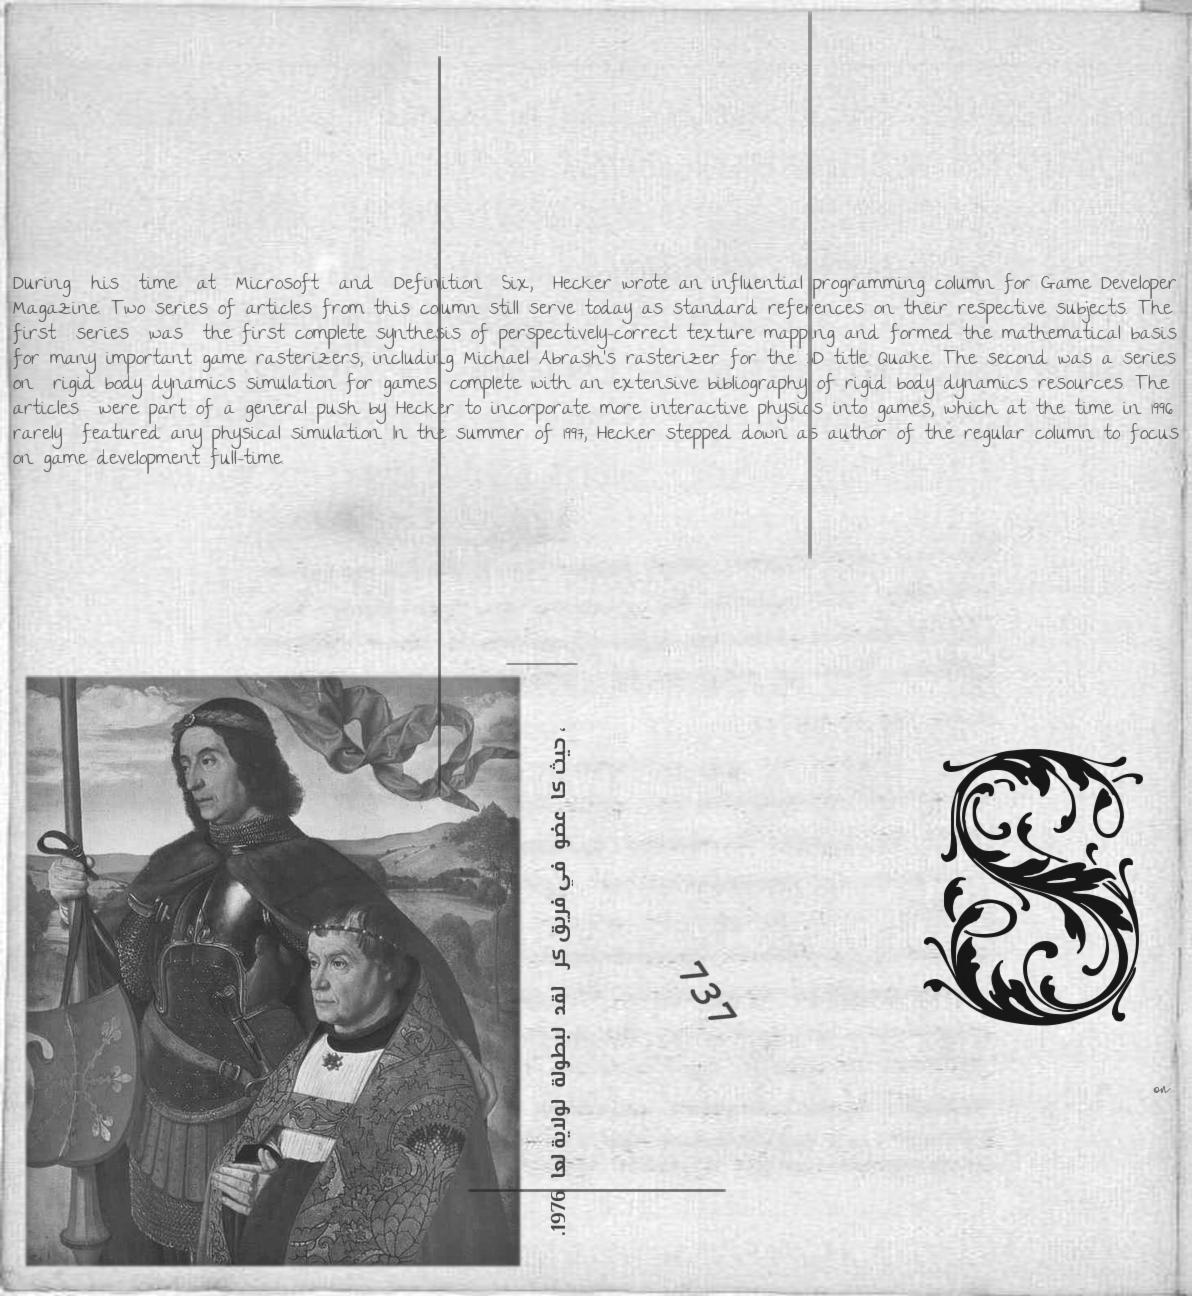 During his time at Microsoft and Definition Six, Hecker wrote an influential programming column for Game Developer
Magazine. Two series of articles from this column still serve today as standard references on their respective subjects. The
first series was the first complete synthesis of perspectively-correct texture mapping and formed the mathematical basis
for many important game rasterizers, including Michael Abrash's rasterizer for the 3D title Quake. The second was a series
on rigid body dynamics simulation for games, complete with an extensive bibliography of rigid body dynamics resources. The
articles were part of a general push by Hecker to incorporate more interactive physics into games, which at the time in 1996
rarely featured any physical simulation. In the summer of 1997, Hecker stepped down as author of the regular column to focus
on game development full-time.
، حيث كا عضو في فريق كر لقد لبطولة لولاية لعا 1976.
737
S
on